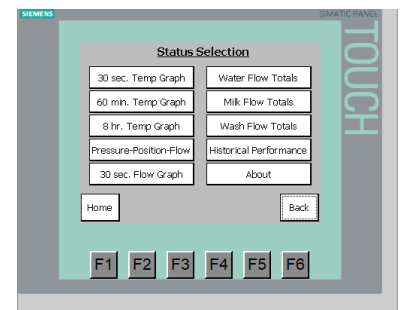 SIEMENS
SIMATIC PANEL
TOUCH
Status Selection
30 sec. Temp Graph
Water Flow Totals
60 min. Temp Graph
Milk Flow Totals
8 hr. Temp Graph
Wash Flow Totals
Pressure-Position-Flow
Historical Performance
30 sec. Flow Graph
About
Home
Back
F1 F2 F3 F4 F5 F6